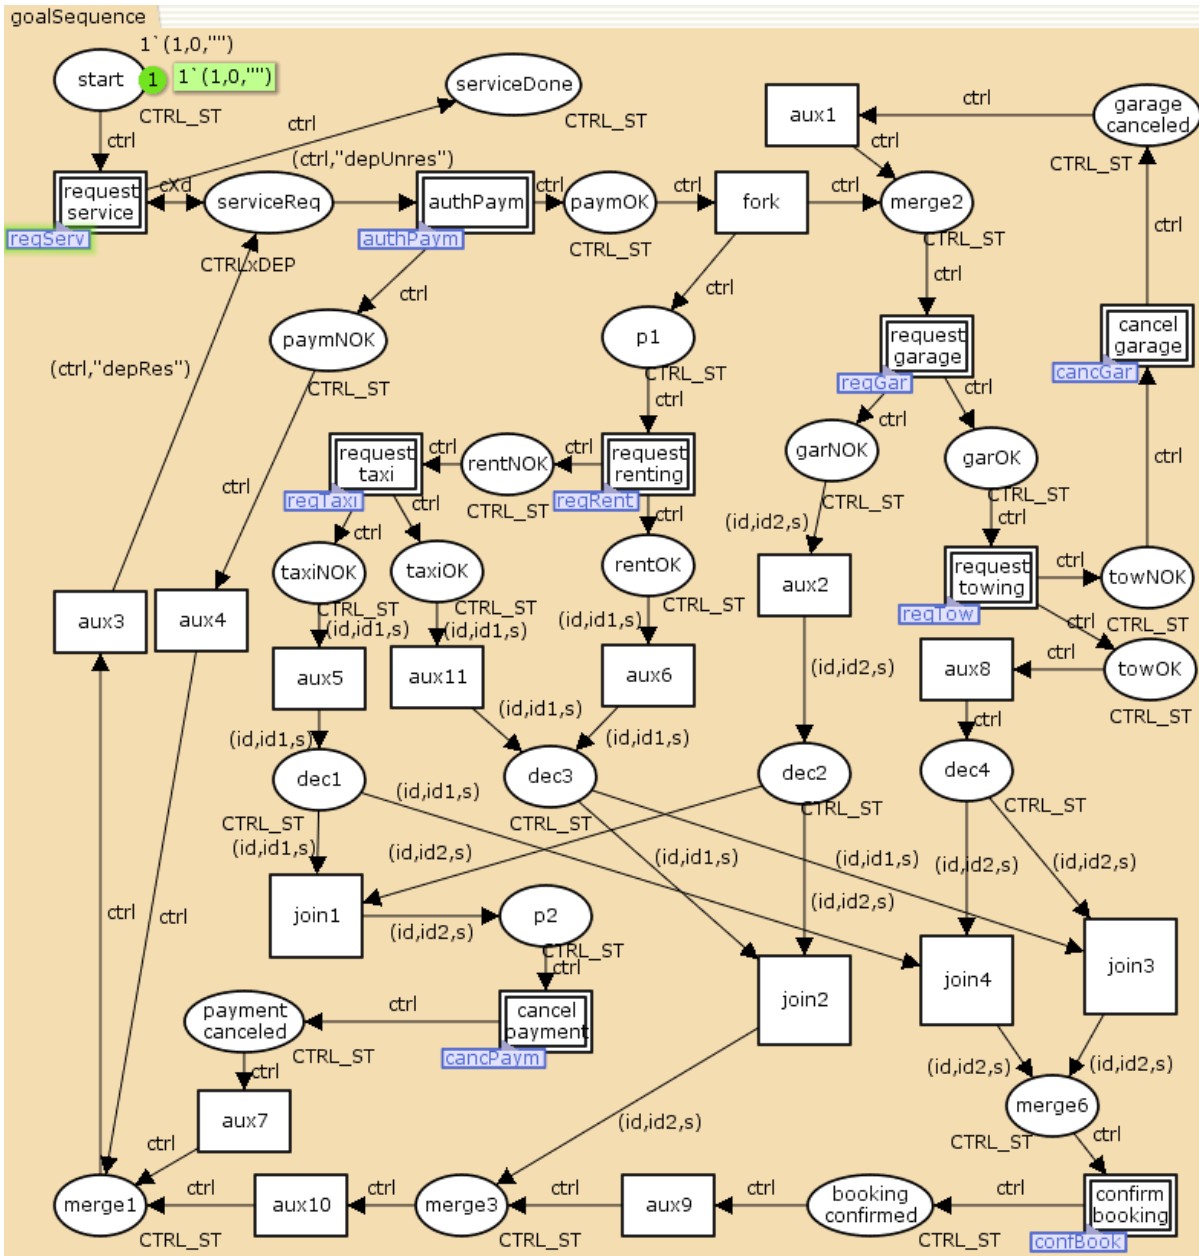 goalSequence
1`(1,0,"")
start
1
1`(1,0,"")
CTRL_ST
serviceDone
CTRL_ST
aux1
ctrl
garage
canceled
CTRL_ST
ctrl
ctrl
ctrl
(ctrl,"depUnres")
request
service
reqServ
cXd
serviceReq
CTRLxDEP
authPaym
authPaym
ctrl
paymOK
CTRL_ST
ctrl
fork
ctrl
merge2
CTRL_ST
ctrl
ctrl
ctrl
ctrl
paymNOK
CTRL_ST
p1
CTRL_ST
request
garage
reqGar
cancel
garage
cancGar
(ctrl,"depRes")
ctrl
ctrl
ctrl
request
taxi
reqTaxi
ctrl
rentNOK
CTRL_ST
ctrl
request
renting
reqRent
garNOK
CTRL_ST
garOK
CTRL_ST
ctrl
ctrl
ctrl
ctrl
ctrl
(id,id2,s)
ctrl
taxiNOK
CTRL_ST
taxiOK
CTRL_ST
rentOK
CTRL_ST
aux2
request
towing
reqTow
ctrl
towNOK
CTRL_ST
aux3
aux4
(id,id1,s)
(id,id1,s)
(id,id1,s)
ctrl
aux5
aux11
aux6
(id,id2,s)
aux8
ctrl
towOK
CTRL_ST
(id,id1,s)
(id,id1,s)
(id,id1,s)
ctrl
dec1
CTRL_ST
(id,id1,s)
dec3
CTRL_ST
dec2
CTRL_ST
dec4
CTRL_ST
(id,id1,s)
(id,id2,s)
(id,id1,s)
(id,id1,s)
(id,id2,s)
(id,id2,s)
ctrl
ctrl
join1
(id,id2,s)
p2
CTRL_ST
(id,id2,s)
ctrl
join2
join4
join3
payment
canceled
CTRL_ST
ctrl
cancel
payment
cancPaym
ctrl
(id,id2,s)
(id,id2,s)
aux7
(id,id2,s)
merge6
CTRL_ST
ctrl
ctrl
merge1
CTRL_ST
ctrl
aux10
ctrl
merge3
CTRL_ST
ctrl
aux9
ctrl
booking
confirmed
CTRL_ST
ctrl
confirm
booking
confBook